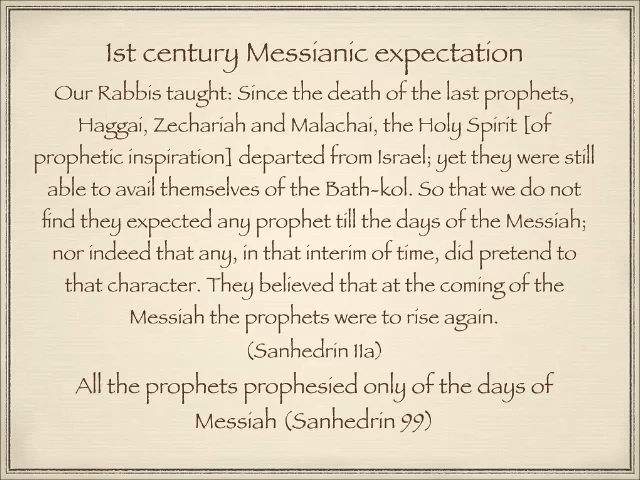 1st century Messianic expectation
Our Rabbis taught: Since the death of the last prophets,
Haggai, Zechariah and Malachai, the Holy Spirit [of
prophetic inspiration] departed from Israel; yet they were still
able to avail themselves of the Bath-kol. So that we do not
find they expected any prophet till the days of the Messiah;
nor indeed that any, in that interim of time, did pretend to
that character. They believed that at the coming of the
Messiah the prophets were to rise again.
(Sanhedrin 11a)
All the prophets prophesied only of the days of
Messiah (Sanhedrin 99)